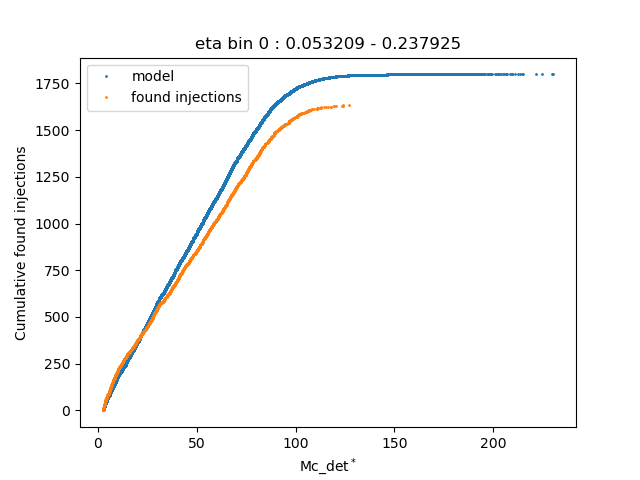 eta bin 0 : 0.053209 - 0.237925
model
found injections
1750
1500
1250
1000
750
500
250
0
Cumulative found injections
0 50 100 150 200
Mc_det*